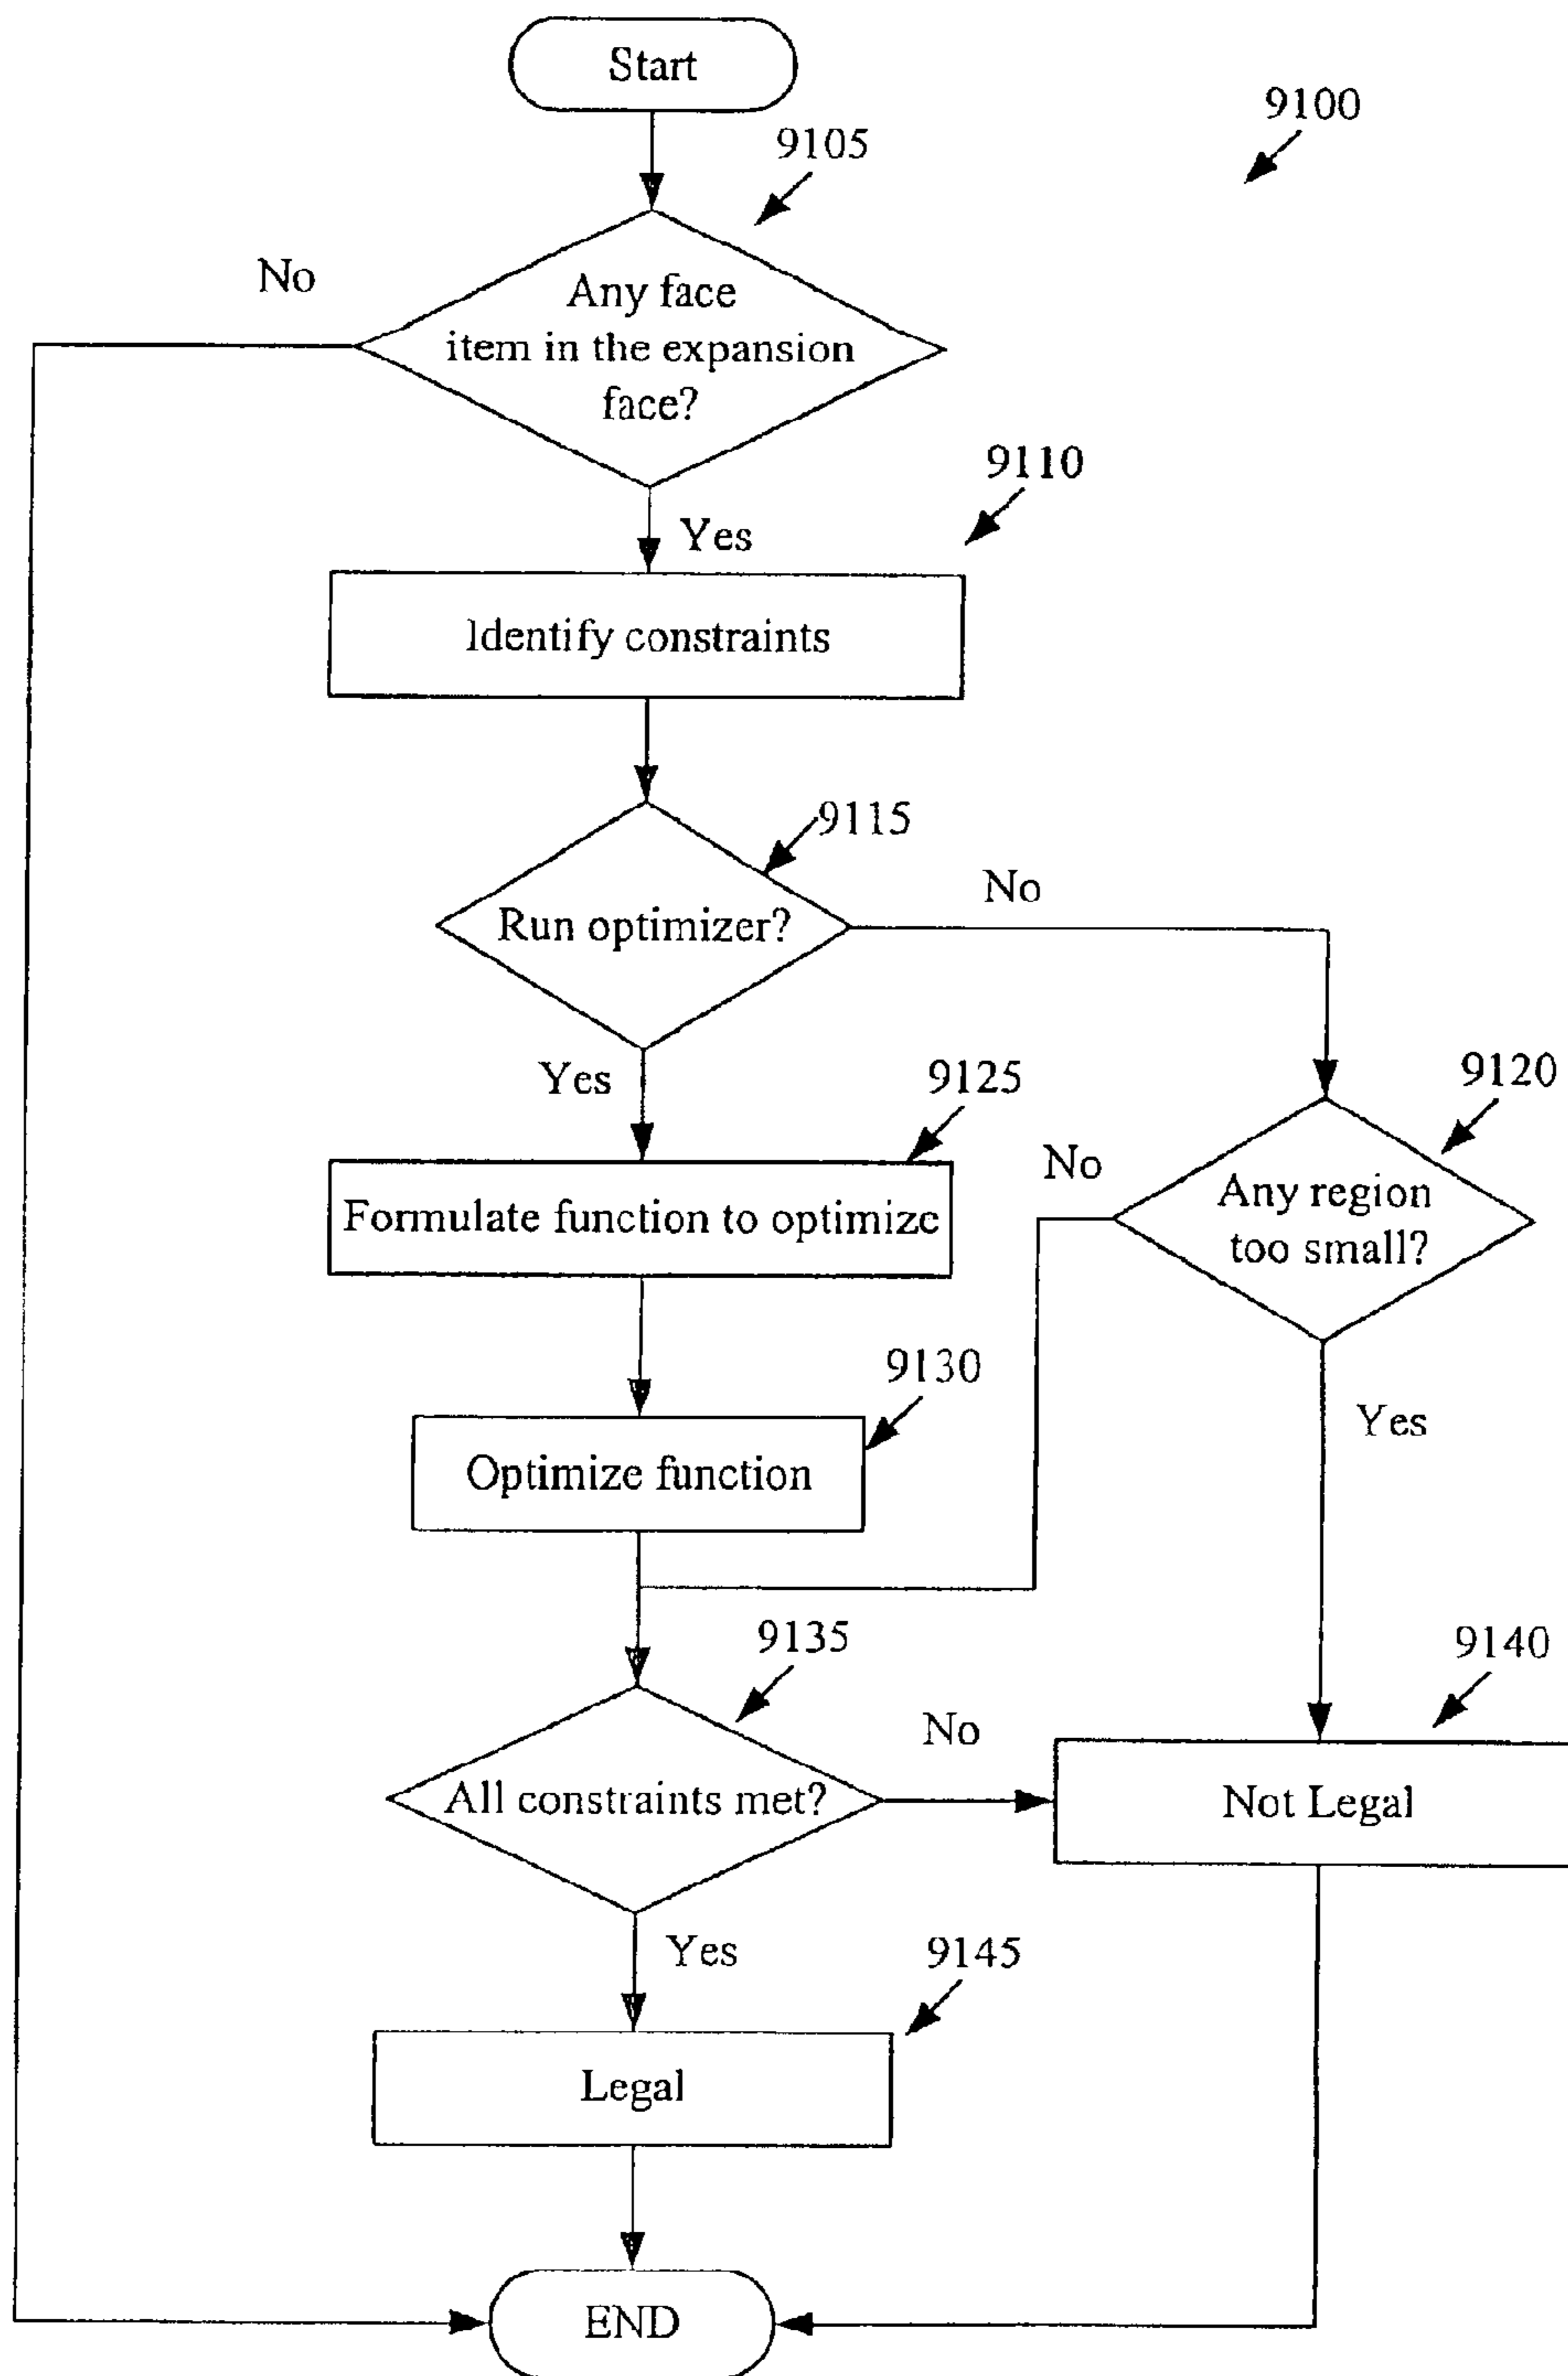 Start
9100
9105
No
Any face
item in the expansion
face?
9110
Yes
Identify constraints
9115
No
Run optimizer?
Yes
9125
9120
No
Any region
too small?
Formulate function to optimize
9130
Yes
Optimize function
9135
9140
No
All constraints met?
Not Legal
Yes
9145
Legal
END